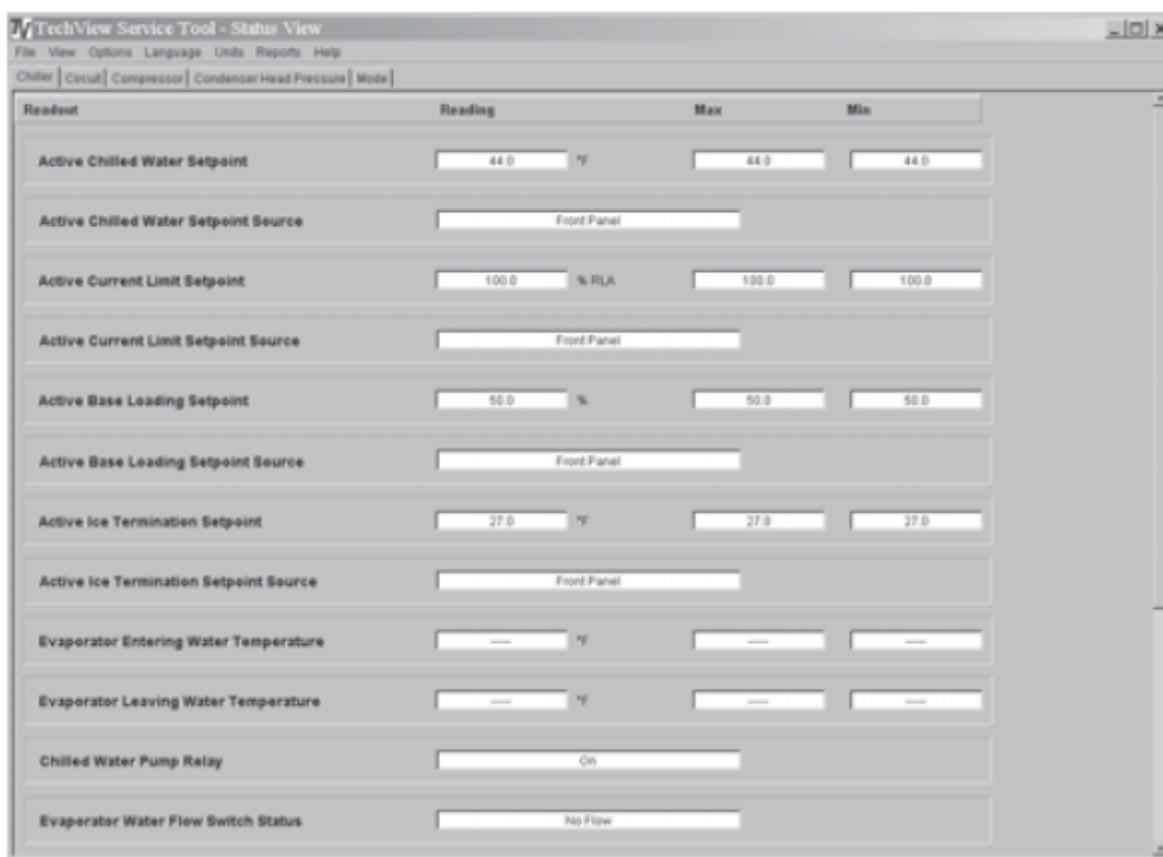 TechView Service Tool - Status View
File View Options Language Units Reports Help
Chiller Circuit Compressor Condenser Head Pressure Mode
Readout Reading Max Min
Active Chilled Water Setpoint 44.0 °F 44.0 44.0
Active Chilled Water Setpoint Source Front Panel
Active Current Limit Setpoint 100.0 % RLA 100.0 100.0
Active Current Limit Setpoint Source Front Panel
Active Base Loading Setpoint 50.0 % 50.0 50.0
Active Base Loading Setpoint Source Front Panel
Active Ice Termination Setpoint 27.0 °F 27.0 27.0
Active Ice Termination Setpoint Source Front Panel
Evaporator Entering Water Temperature ----- °F ----- -----
Evaporator Leaving Water Temperature ----- °F ----- -----
Chilled Water Pump Relay On
Evaporator Water Flow Switch Status No Flow